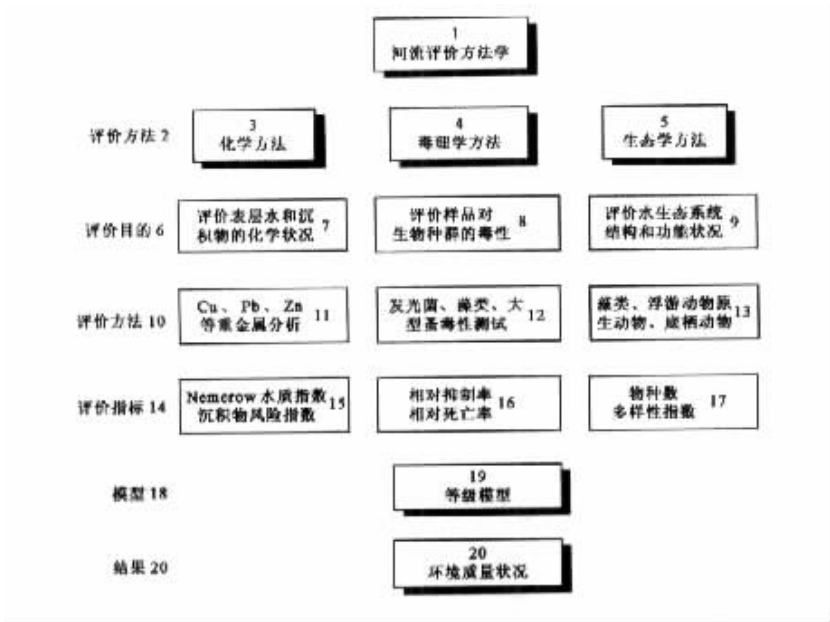 1
河流评价方法学
评价方法 2
3
化学方法
4
毒理学方法
5
生态学方法
评价目的 6
评价表层水和沉
积物的化学状况 7
评价样品对
生物种群的毒性 8
评价水生态系统
结构和功能状况 9
评价方法 10
Cu、 Pb、 Zn
等重金属分析 11
发光菌、藻类、大
型蚤毒性测试 12
藻类、浮游动物原
生动物、底栖动物 13
评价指标 14
Nemerow 水质指数
沉积物风险指数 15
相对抑制率
相对死亡率 16
物种数
多样性指数 17
模型 18
19
等级模型
结果 20
20
环境质量状况